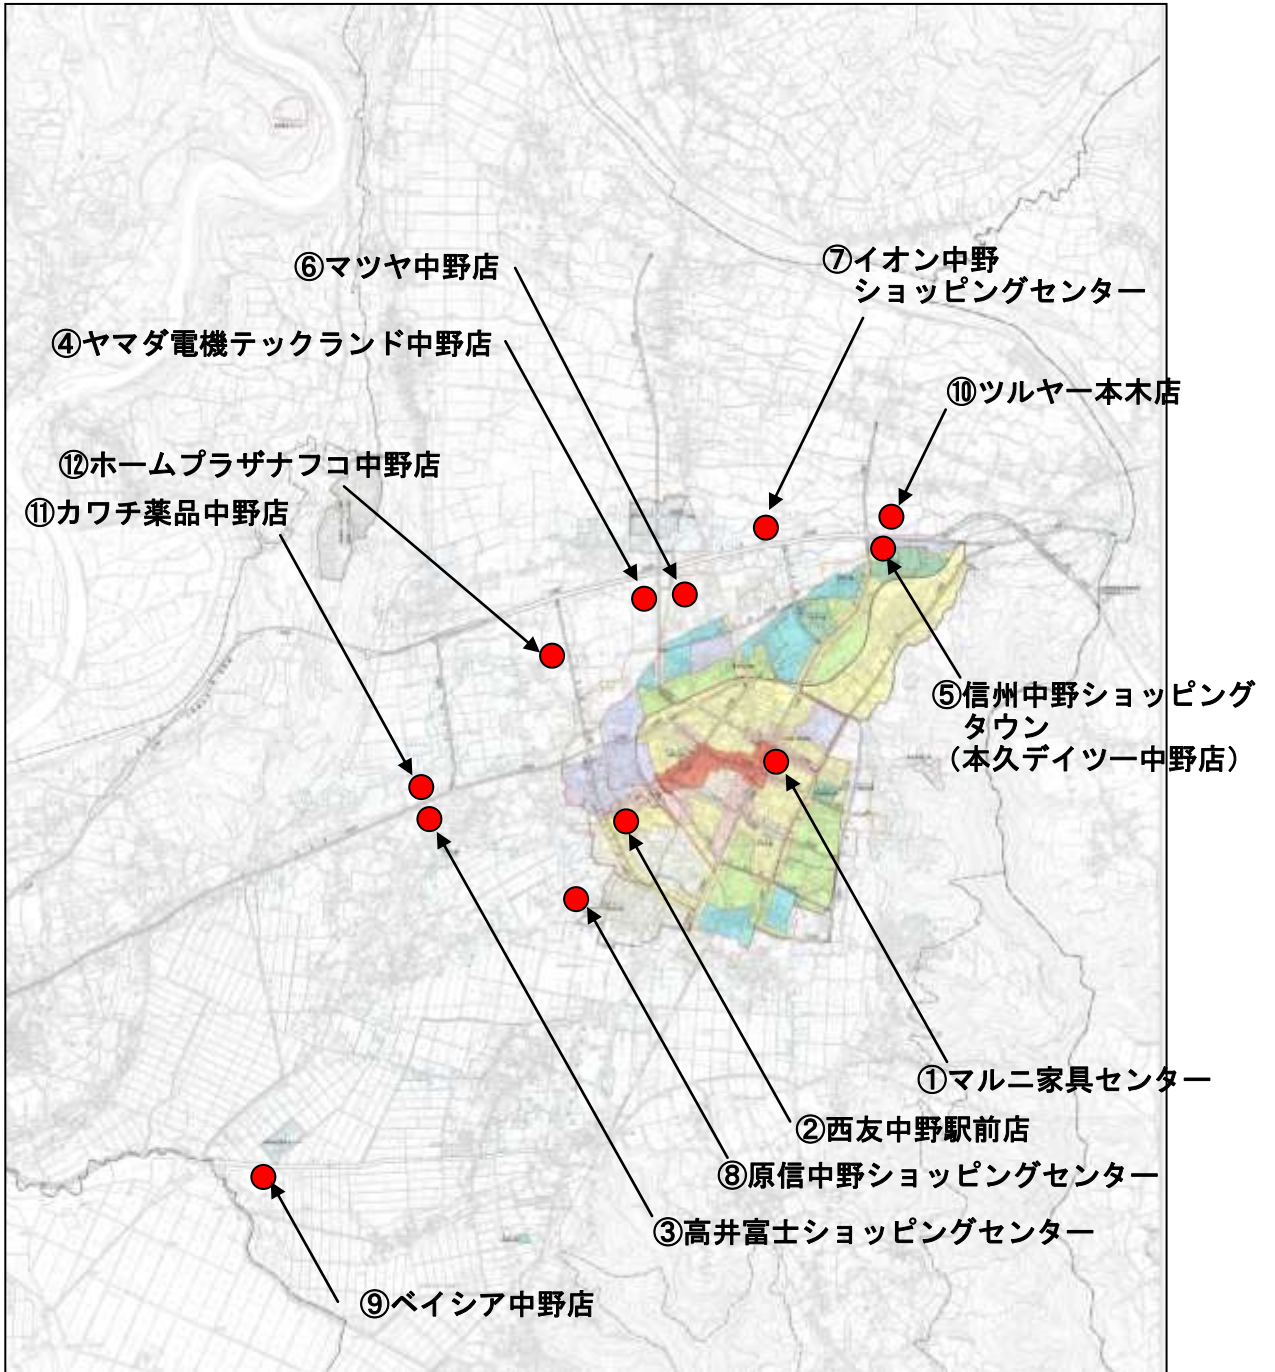 ⑥マツヤ中野店
⑦イオン中野
ショッピングセンター
④ヤマダ電機テックランド中野店
⑩ツルヤ一本木店
⑫ホームプラザナフコ中野店
⑪カワチ薬品中野店
⑤信州中野ショッピング
タウン
（本久デイツー中野店）
①マルニ家具センター
②西友中野駅前店
⑧原信中野ショッピングセンター
③高井富士ショッピングセンター
⑨ベイシア中野店